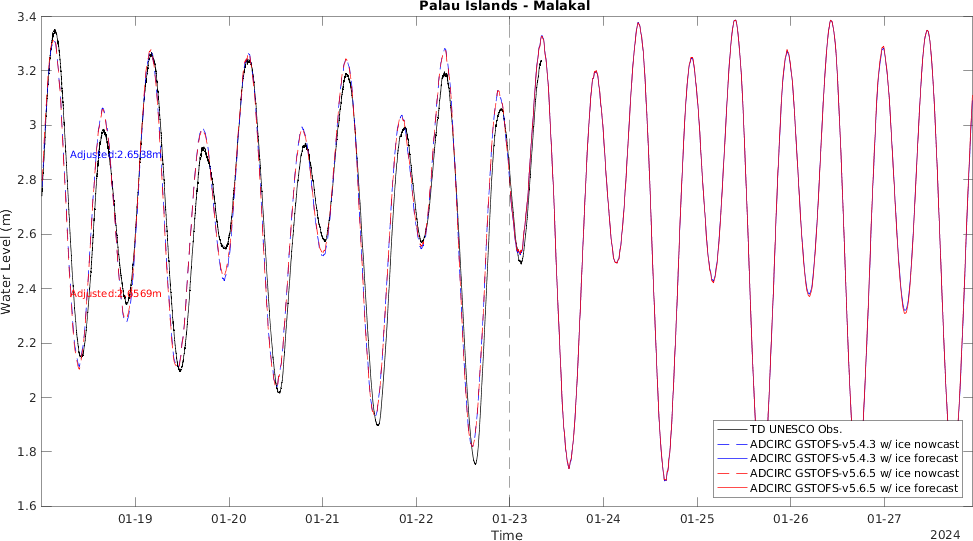 Palau Islands - Malakal
Water Level (m)
3.4
3.2
3
2.8
2.6
2.4
2.2
2
1.8
1.6
Adjusted:2.6538m
Adjusted:2.6569m
TD UNESCO Obs.
ADCIRC GSTOFS-v5.4.3 w/ ice nowcast
ADCIRC GSTOFS-v5.4.3 w/ ice forecast
ADCIRC GSTOFS-v5.6.5 w/ ice nowcast
ADCIRC GSTOFS-v5.6.5 w/ ice forecast
01-19 01-20 01-21 01-22 01-23 01-24 01-25 01-26 01-27
Time
2024